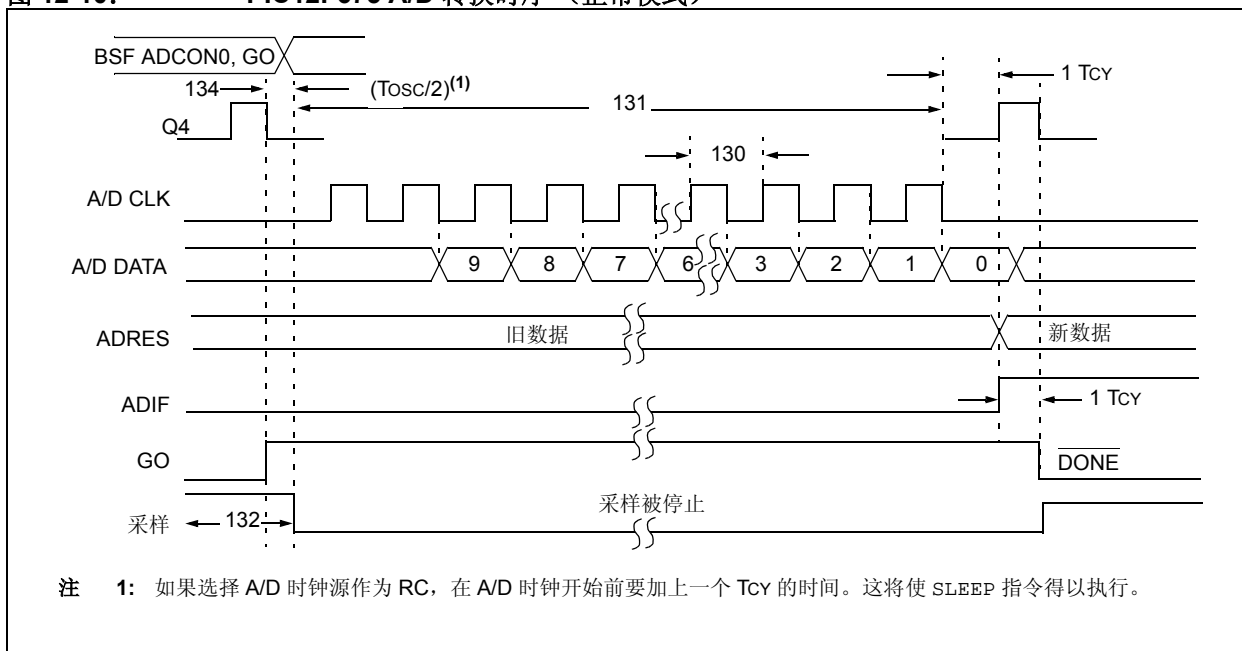 BSF ADCON0, GO
134
(TOSC/2)(1)
131
1 TCY
Q4
130
A/D CLK
A/D DATA
9 8 7 6 3 2 1 0
ADRES
旧数据
新数据
ADIF
1 TCY
GO
DONE
采样被停止
采样
132
注 1: 如果选择 A/D 时钟源作为 RC，在 A/D 时钟开始前要加上一个 TCY 的时间。这将使 SLEEP 指令得以执行。